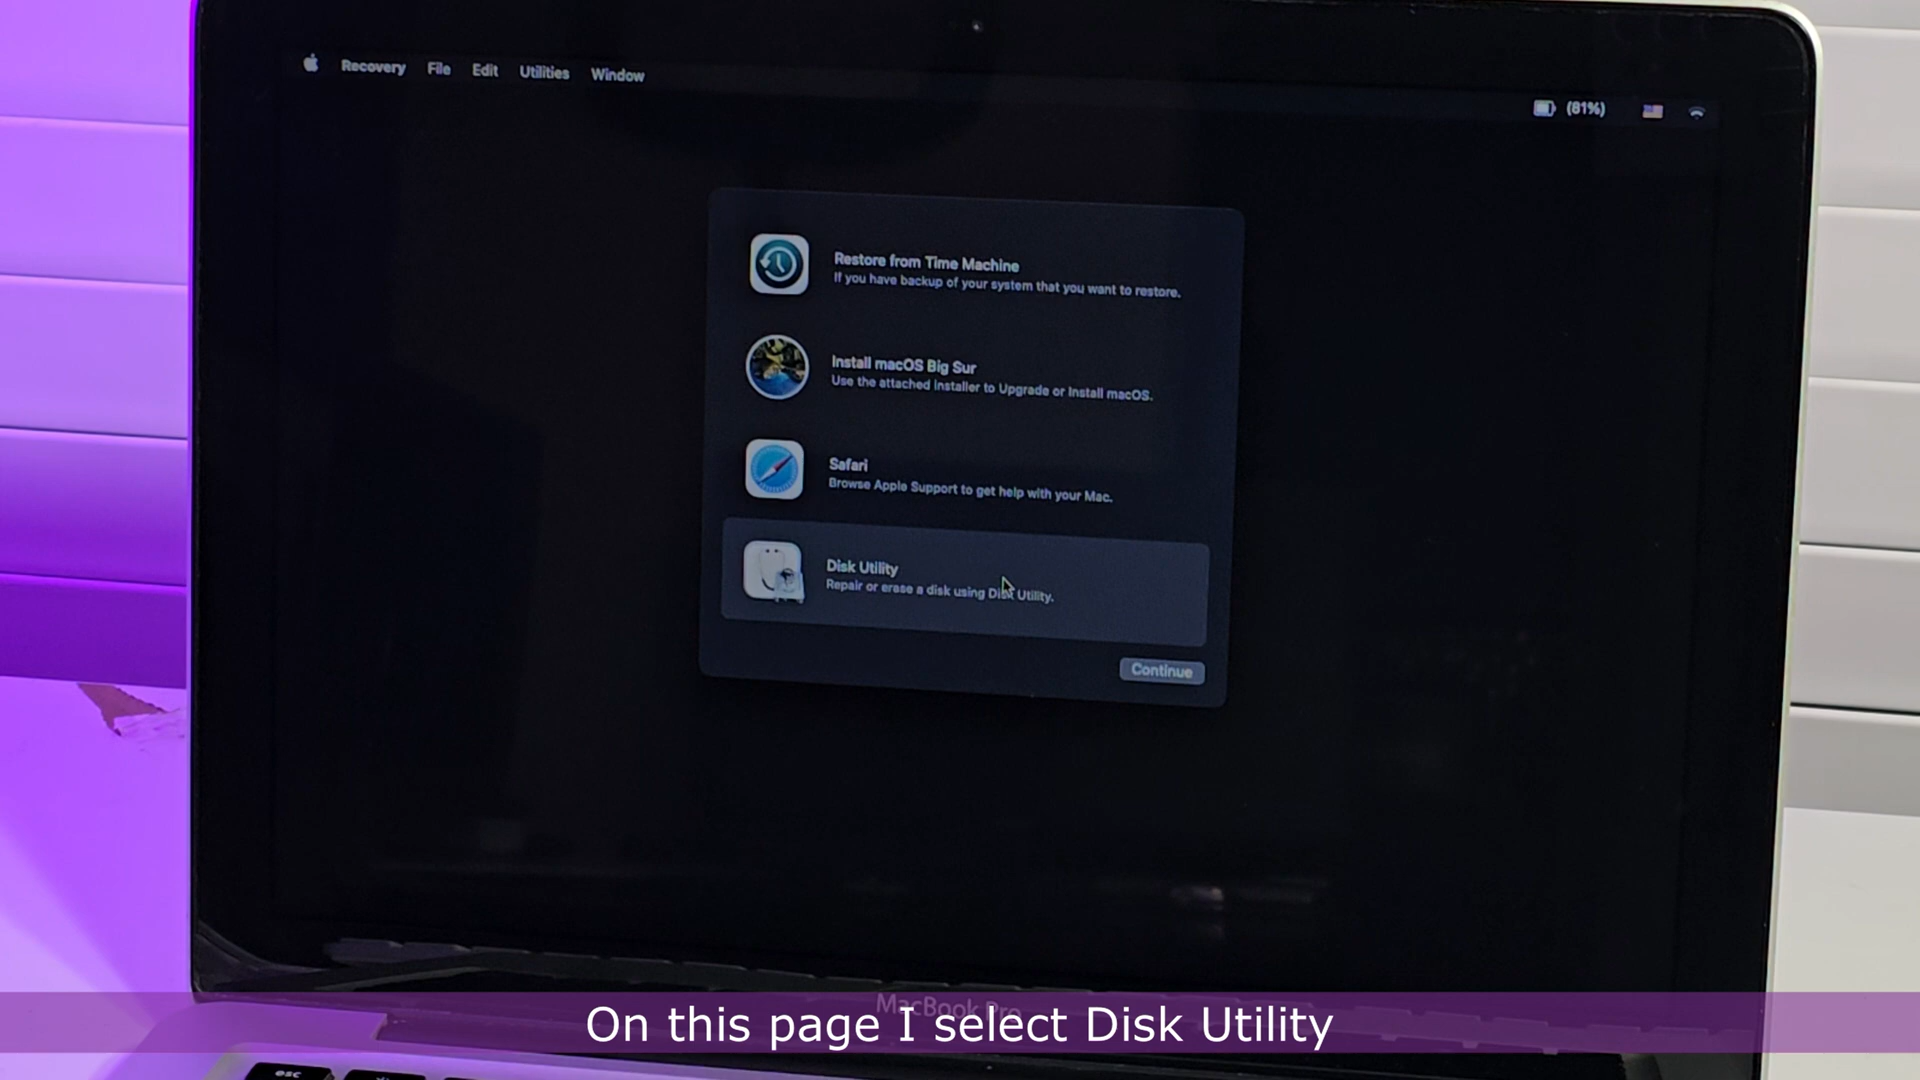 Recovery File Edit Utilities Window
(81%)
Restore from Time Machine
If you have backup of your system that you want to restore.
Install macOS Big Sur
Use the attached installer to Upgrade or Install macOS.
Safari
Browse Apple Support to get help with your Mac.
Disk Utility
Repair or erase a disk using Disk Utility.
Continue
MacBook Pro
On this page I select Disk Utility
esc